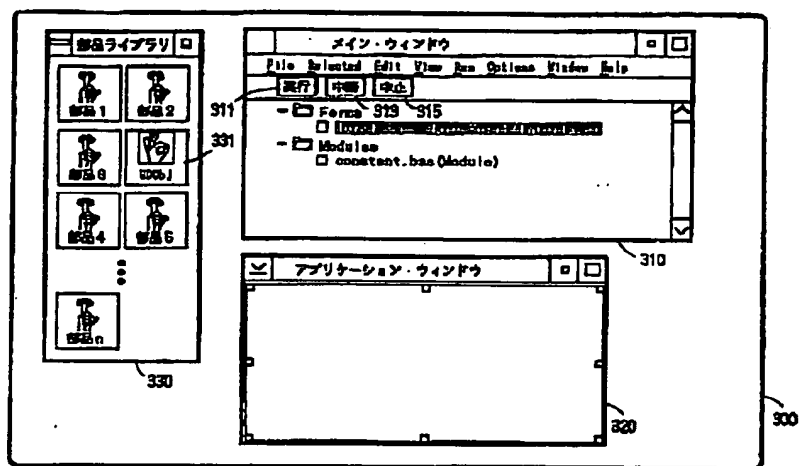 部品ライブラリ
部品1
部品2
部品3
部品4
部品5
部品n
331
330
メイン・ウィンドウ
File Selected Edit View Run Options Window Help
実行 中断 中止
311
313
315
- Forms
- Modules
constant.bas(Module)
310
アプリケーション・ウィンドウ
320
300